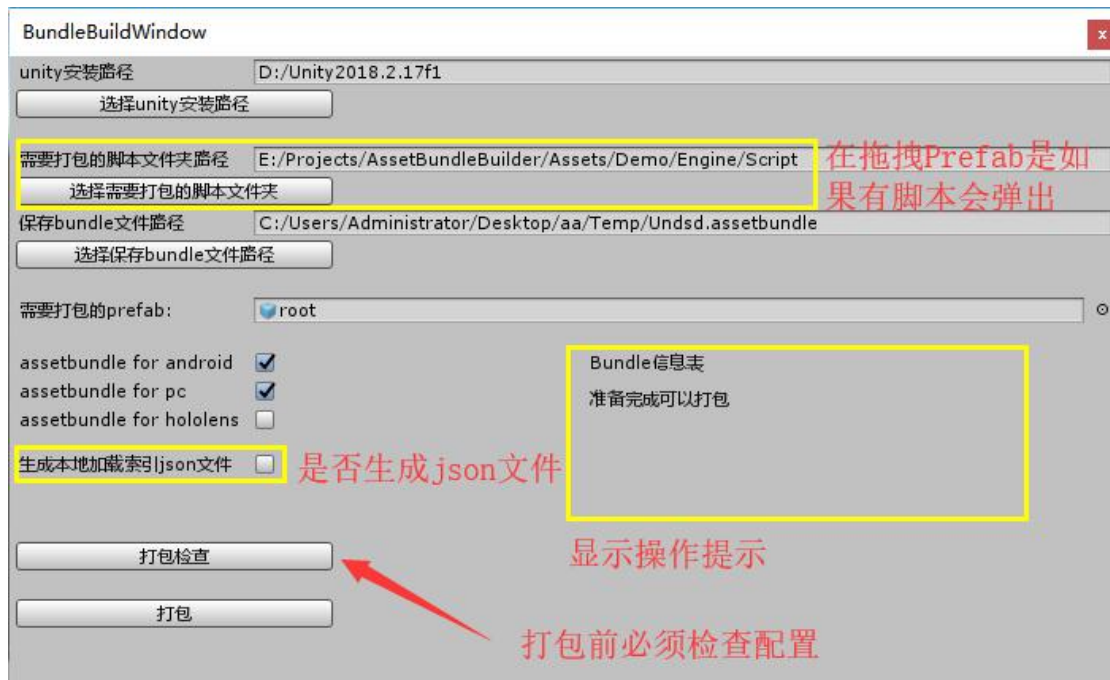 BundleBuildWindow
x
unity安装路径
D:/Unity2018.2.17f1
选择unity安装路径
需要打包的脚本文件夹路径
E:/Projects/AssetBundleBuilder/Assets/Demo/Engine/Script
在拖拽Prefab是如
选择需要打包的脚本文件夹
果有脚本会弹出
保存bundle文件路径
C:/Users/Administrator/Desktop/aa/Temp/Undsd.assetbundle
选择保存bundle文件路径
需要打包的prefab:
root
assetbundle for android
Bundle信息表
assetbundle for pc
准备完成可以打包
assetbundle for hololens
生成本地加载索引json文件
是否生成json文件
打包检查
显示操作提示
打包
打包前必须检查配置